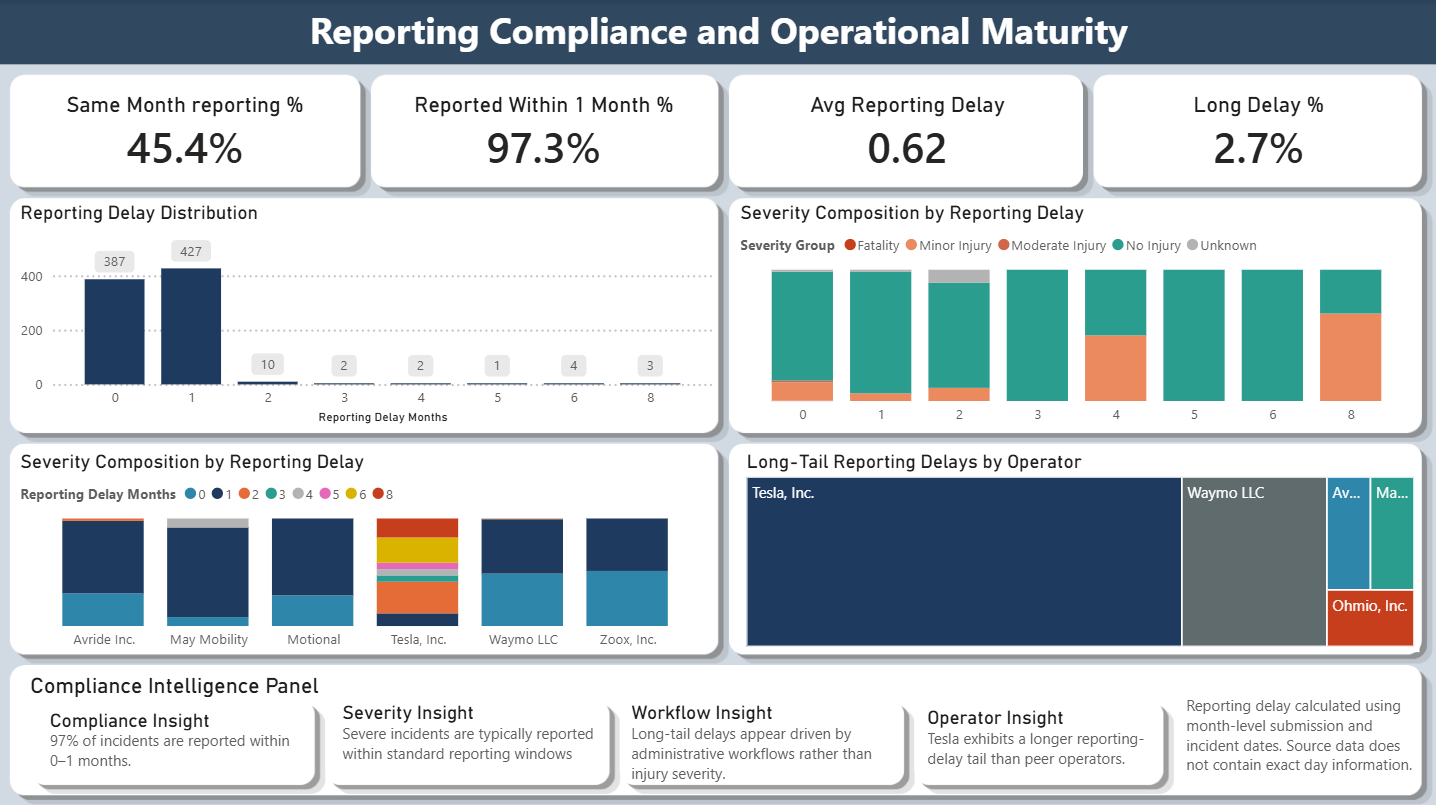 Reporting Compliance and Operational Maturity
Same Month reporting %
45.4%
Reported Within 1 Month %
97.3%
Avg Reporting Delay
0.62
Long Delay %
2.7%
Reporting Delay Distribution
400
200
0
387
427
10
2
2
1
4
3
0 1 2 3 4 5 6 8
Reporting Delay Months
Severity Composition by Reporting Delay
Severity Group Fatality Minor Injury Moderate Injury No Injury Unknown
0 1 2 3 4 5 6 8
Severity Composition by Reporting Delay
Reporting Delay Months 0 1 2 3 4 5 6 8
Avride Inc. May Mobility Motional Tesla, Inc. Waymo LLC Zoox, Inc.
Long-Tail Reporting Delays by Operator
Tesla, Inc.
Waymo LLC
Av...
Ma...
Ohmio, Inc.
Compliance Intelligence Panel
Compliance Insight
97% of incidents are reported within
0–1 months.
Severity Insight
Severe incidents are typically reported
within standard reporting windows
Workflow Insight
Long-tail delays appear driven by
administrative workflows rather than
injury severity.
Operator Insight
Tesla exhibits a longer reporting-
delay tail than peer operators.
Reporting delay calculated using
month-level submission and
incident dates. Source data does
not contain exact day information.